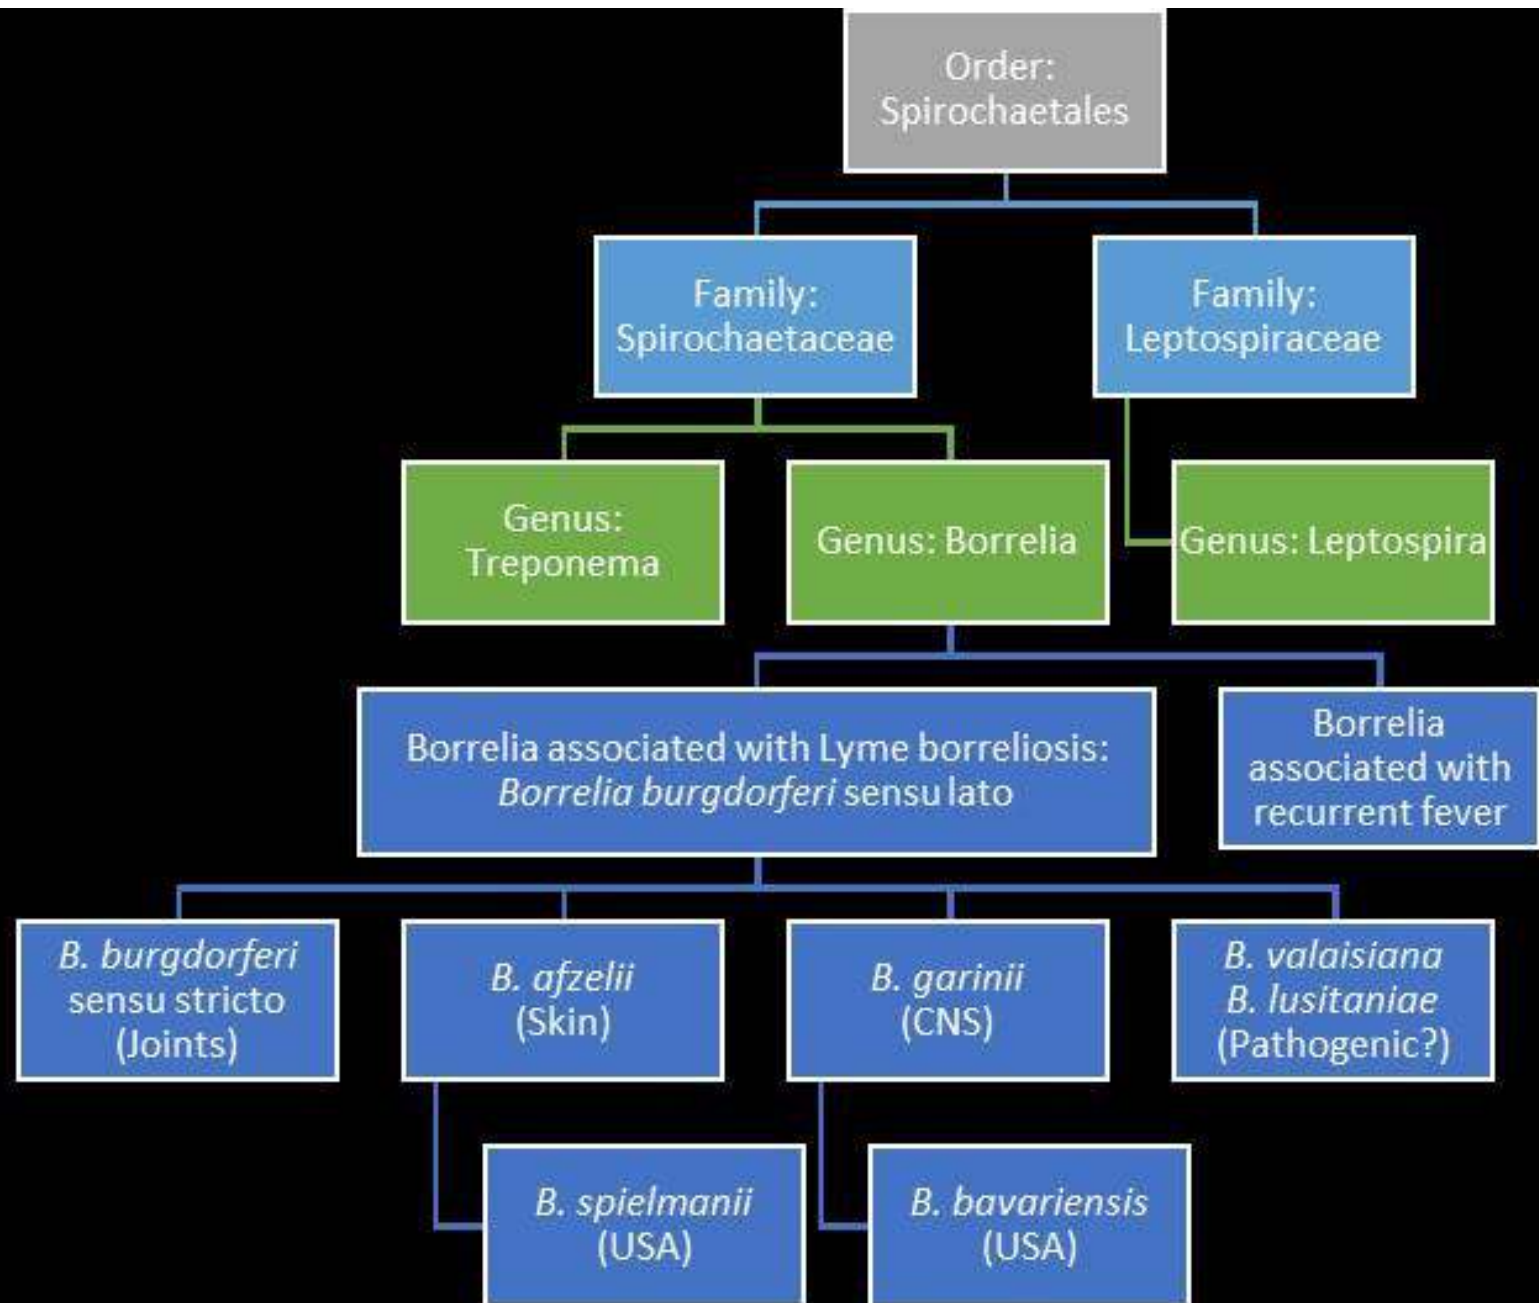 Order:
Spirochaetales
Family:
Spirochaetaceae
Family:
Leptospiraceae
Genus:
Treponema
Genus: Borrelia
Genus: Leptospira
Borrelia associated with Lyme borreliosis:
Borrelia burgdorferi sensu lato
Borrelia
associated with
recurrent fever
B. burgdorferi
sensu stricto
(Joints)
B. afzelii
(Skin)
B. garinii
(CNS)
B. valaisiana
B. lusitaniae
(Pathogenic?)
B. spielmanii
(USA)
B. bavariensis
(USA)